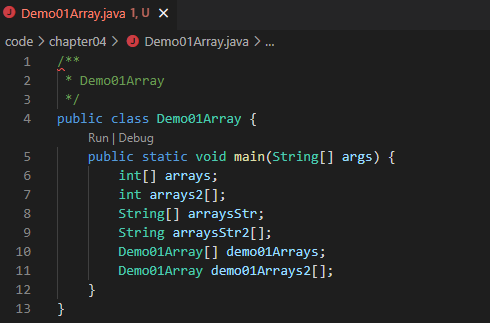 Demo01Array.java 1, U ×
code > chapter04 > Demo01Array.java > ...
1 /**
2  * Demo01Array
3  */
4 public class Demo01Array {
Run | Debug
5     public static void main(String[] args) {
6         int[] arrays;
7         int arrays2[];
8         String[] arraysStr;
9         String arraysStr2[];
10         Demo01Array[] demo01Arrays;
11         Demo01Array demo01Arrays2[];
12     }
13 }